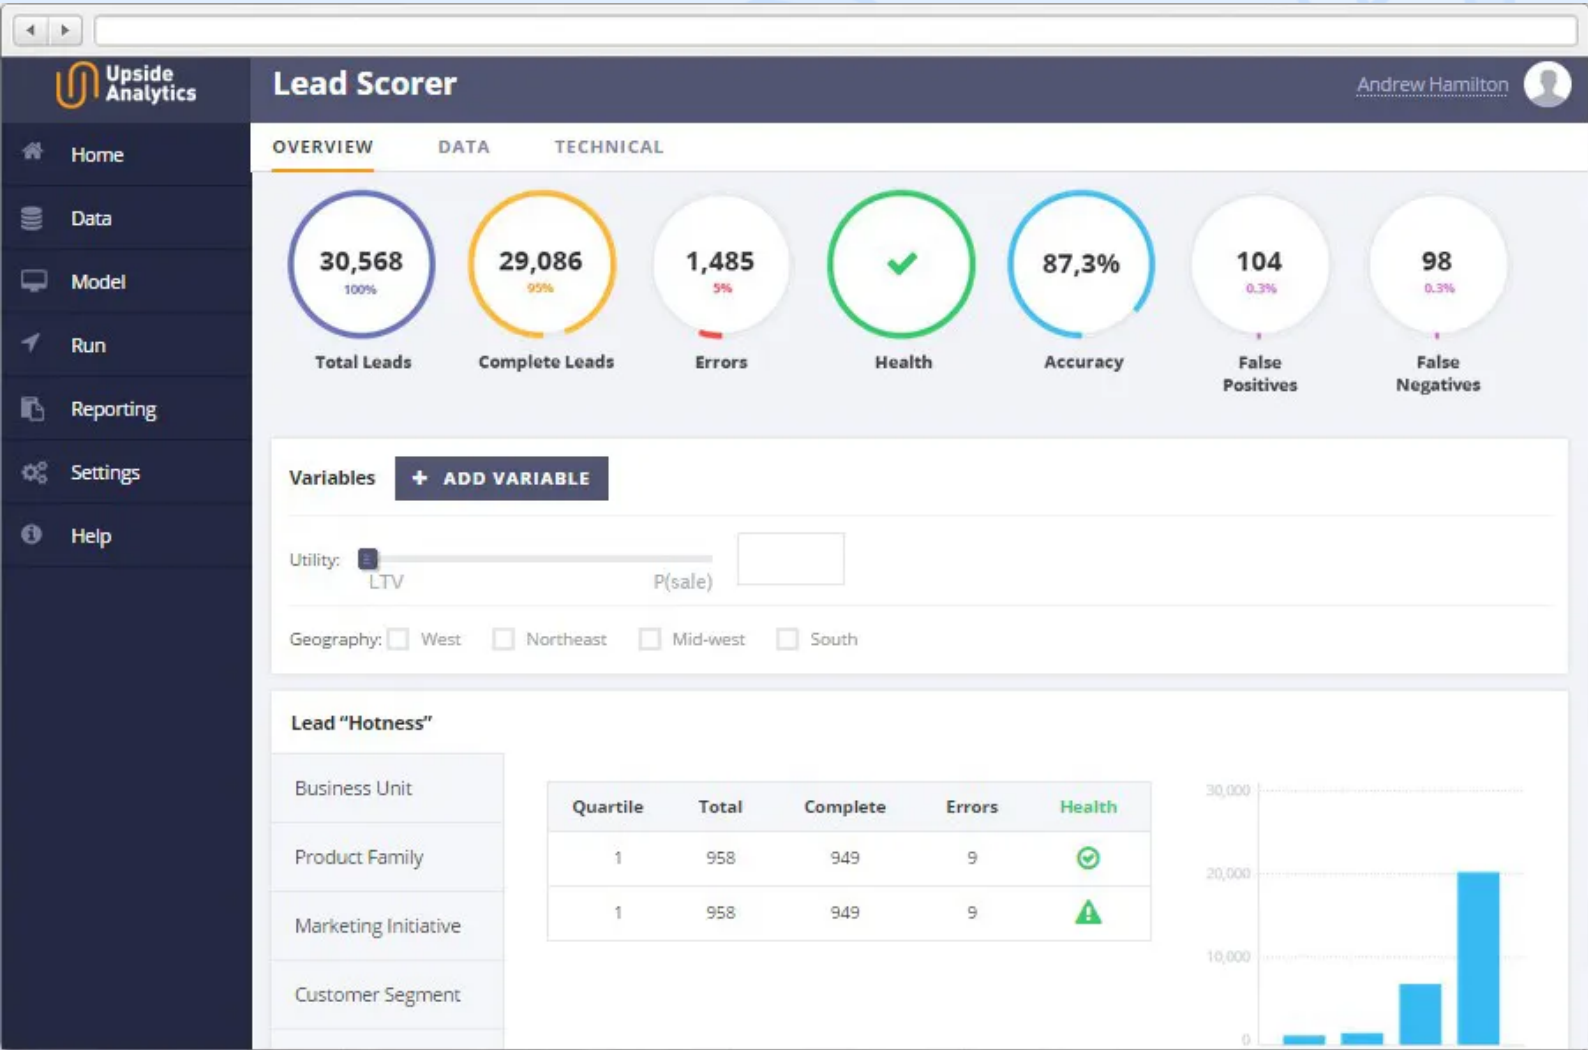 Upside
Analytics
Lead Scorer
Andrew Hamilton
Home
Data
Model
Run
Reporting
Settings
Help
OVERVIEW DATA TECHNICAL
30,568 29,086 1,485 87,3% 104 98
100% 95% 5% 0.3% 0.3%
Total Leads Complete Leads Errors Health Accuracy False Positives False Negatives
Variables + ADD VARIABLE
Utility:
LTV P(sale)
Geography: West Northeast Mid-west South
Lead “Hotness”
Business Unit
Product Family
Marketing Initiative
Customer Segment
Quartile Total Complete Errors Health
1 958 949 9
1 958 949 9
30,000
20,000
10,000
0